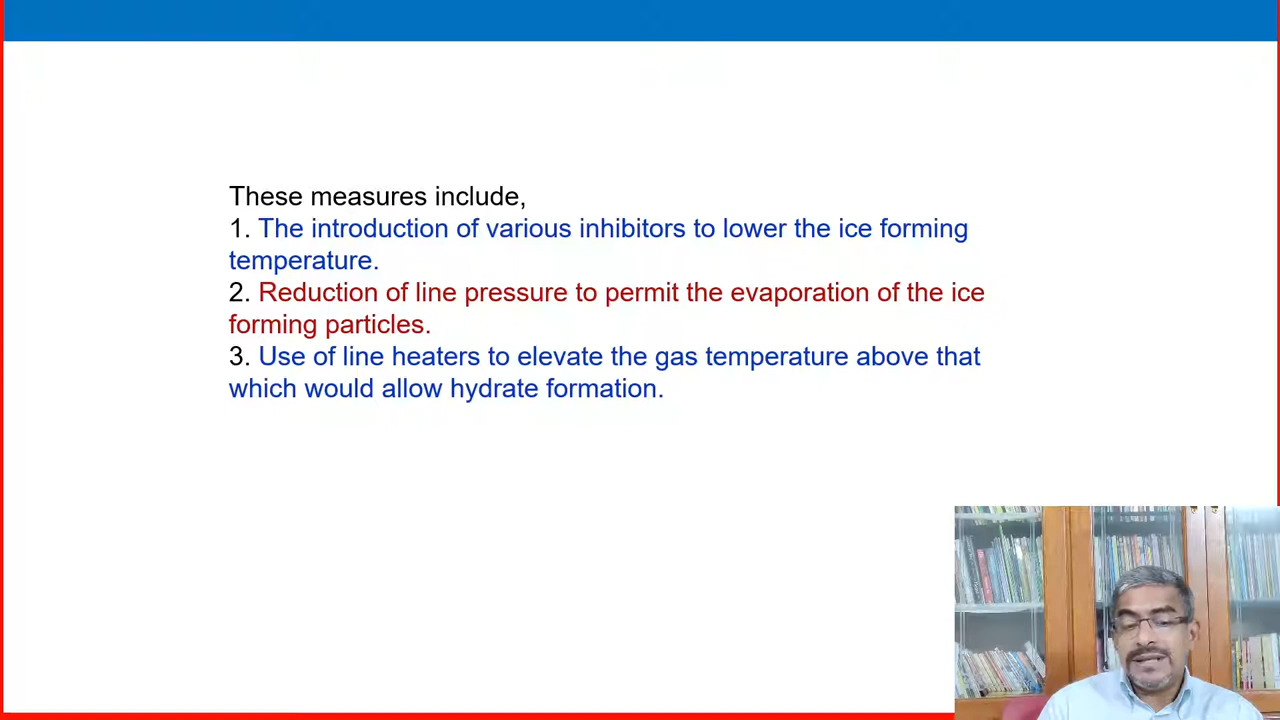 These measures include,
1. The introduction of various inhibitors to lower the ice forming
temperature.
2. Reduction of line pressure to permit the evaporation of the ice
forming particles.
3. Use of line heaters to elevate the gas temperature above that
which would allow hydrate formation.